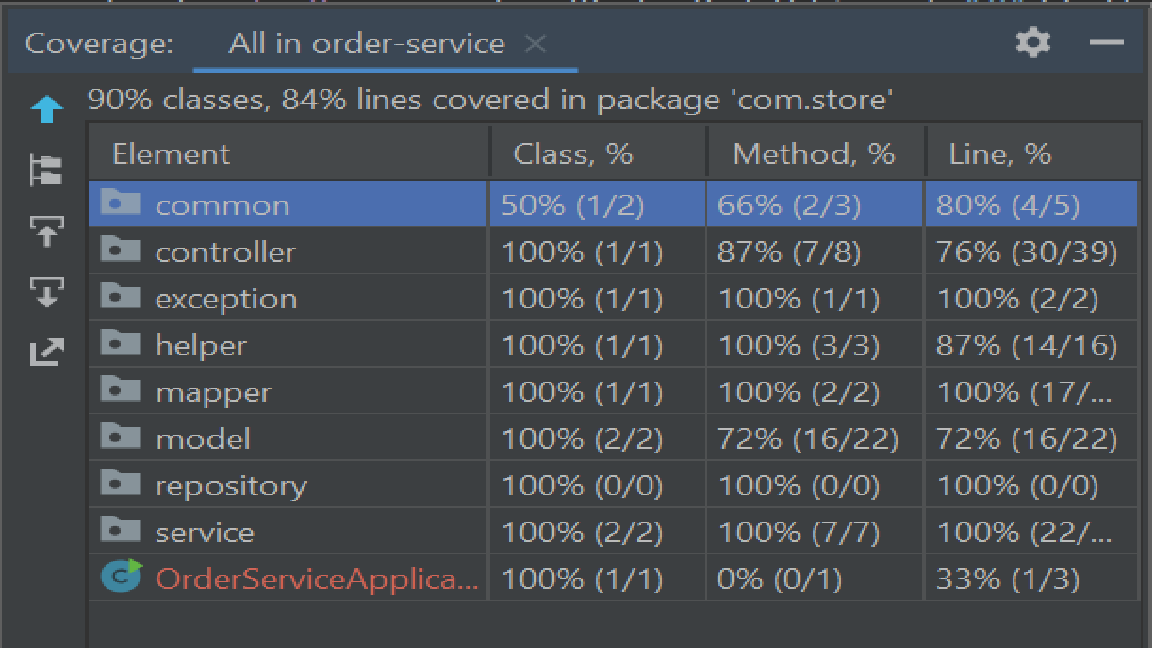 Coverage: All in order-service
90% classes, 84% lines covered in package 'com.store'
Element Class, % Method, % Line, %
common 50% (1/2) 66% (2/3) 80% (4/5)
controller 100% (1/1) 87% (7/8) 76% (30/39)
exception 100% (1/1) 100% (1/1) 100% (2/2)
helper 100% (1/1) 100% (3/3) 87% (14/16)
mapper 100% (1/1) 100% (2/2) 100% (17/...
model 100% (2/2) 72% (16/22) 72% (16/22)
repository 100% (0/0) 100% (0/0) 100% (0/0)
service 100% (2/2) 100% (7/7) 100% (22/...
C OrderServiceApplica... 100% (1/1) 0% (0/1) 33% (1/3)